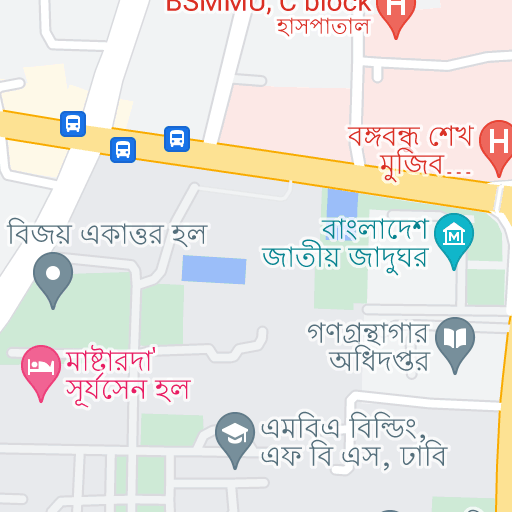 BSMMU, C block
হাসপাতাল
H
বঙ্গবন্ধু শেখ
মুজিব...
H
বাংলাদেশ
জাতীয় জাদুঘর
বিজয় একাত্তর হল
গণগ্রন্থাগার
অধিদপ্তর
মাষ্টারদা'
সূর্যসেন হল
এমবিএ বিল্ডিং,
এফ বি এস, ঢাবি